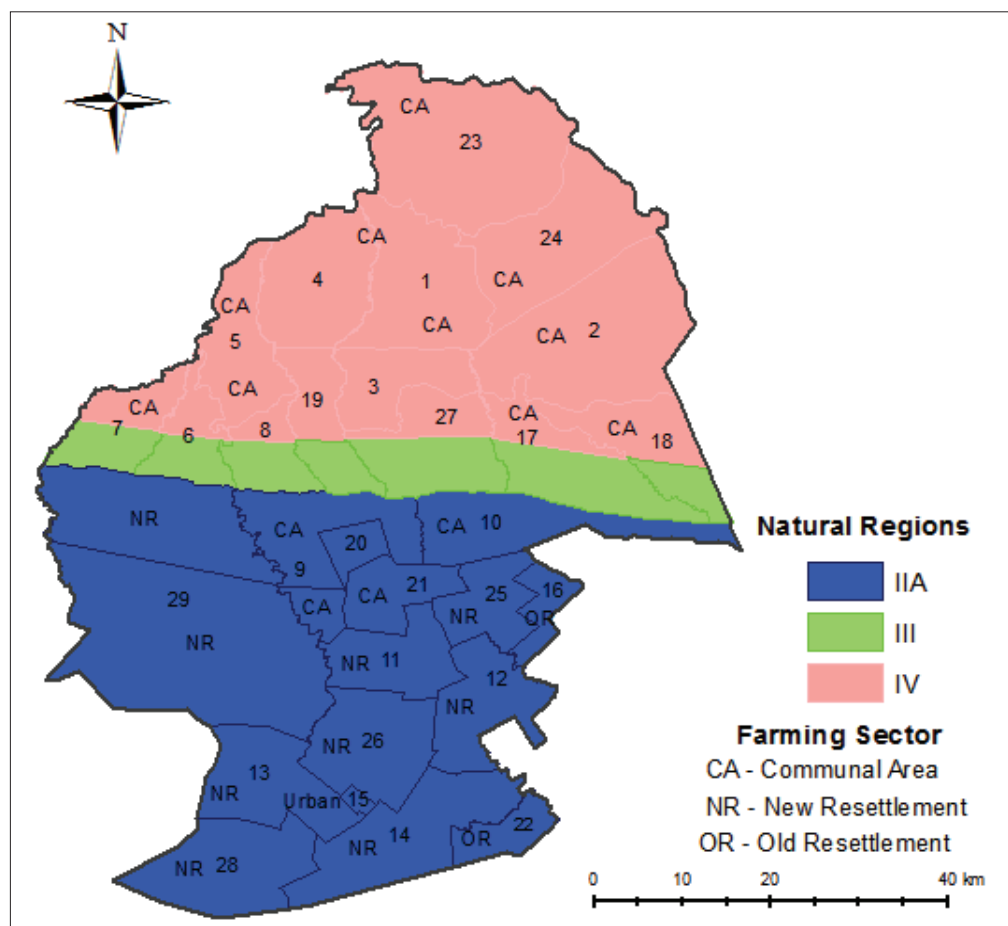 N
CA
23
CA
24
4
1
CA
CA
CA
CA
2
5
CA
3
19
CA
27
CA
CA
7
6
8
17
18
NR
CA
20
CA
10
9
21
29
CA
CA
25
16
NR
OR
NR
NR
11
12
NR
NR
26
13
NR
Urban
15
NR
14
OR
22
NR
28
Natural Regions
IIA
III
IV
Farming Sector
CA - Communal Area
NR - New Resettlement
OR - Old Resettlement
0 10 20 40 km